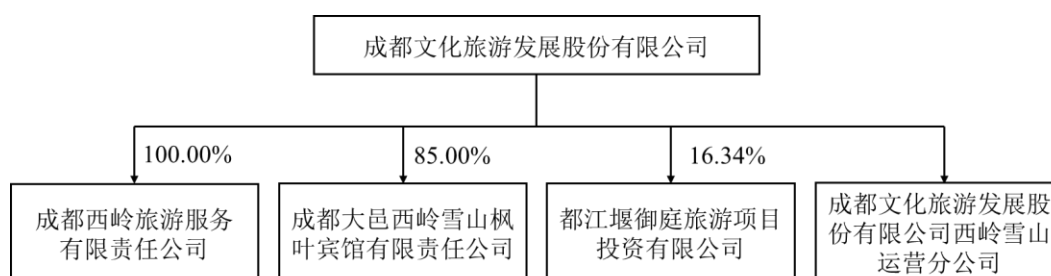 成都文化旅游发展股份有限公司
100.00%
85.00%
16.34%
成都西岭旅游服务
有限责任公司
成都大邑西岭雪山枫
叶宾馆有限责任公司
都江堰御庭旅游项目
投资有限公司
成都文化旅游发展股
份有限公司西岭雪山
运营分公司